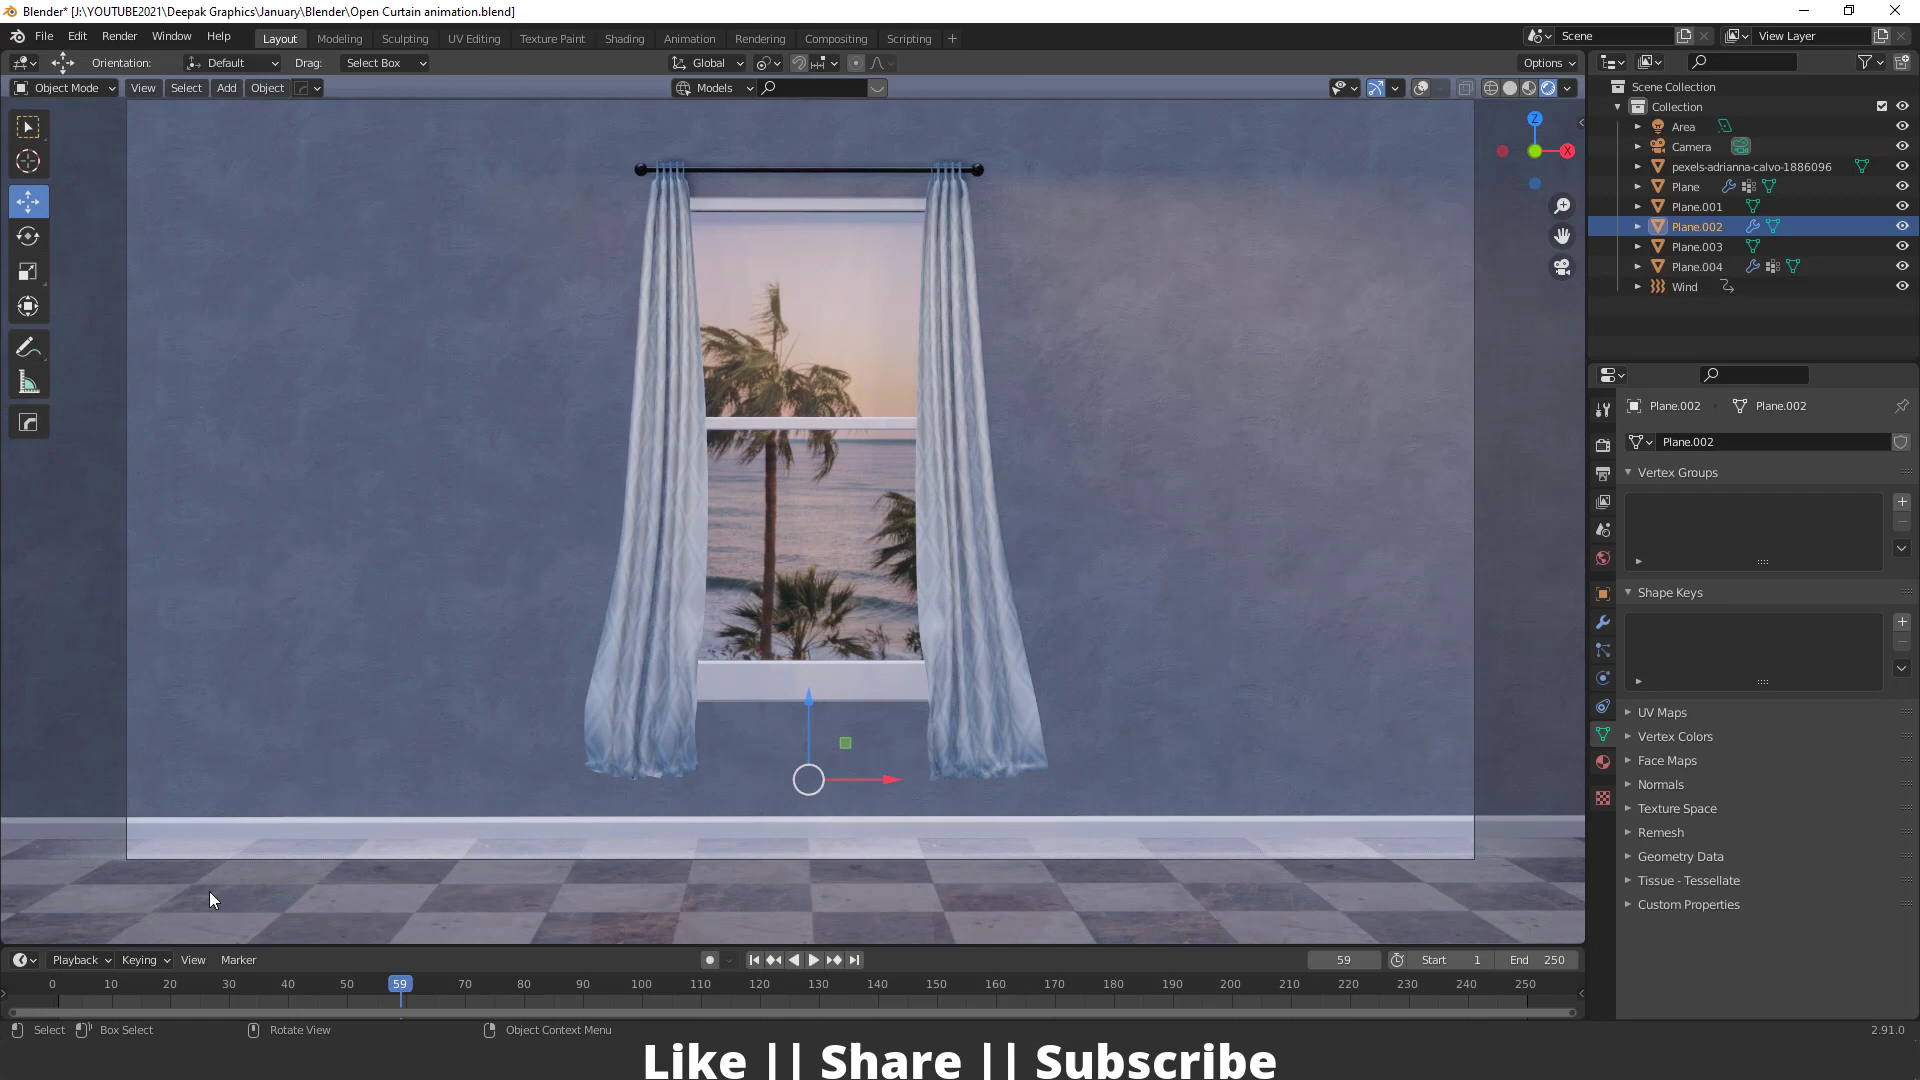 Blender* [J:\YOUTUBE2021\Deepak Graphics\January\Blender\Open Curtain animation.blend]
File Edit Render Window Help Layout Modeling Sculpting UV Editing Texture Paint Shading Animation Rendering Compositing Scripting + Scene View Layer
Orientation: Default Drag: Select Box Global Options
Object Mode View Select Add Object Models
Z
X
Scene Collection
Collection
Area
Camera
pexels-adrianna-calvo-1886096
Plane
Plane.001
Plane.002
Plane.003
Plane.004
Wind
Plane.002 Plane.002
Plane.002
Vertex Groups
Shape Keys
UV Maps
Vertex Colors
Face Maps
Normals
Texture Space
Remesh
Geometry Data
Tissue - Tessellate
Custom Properties
Playback Keying View Marker 59 Start 1 End 250
0 10 20 30 40 50 59 70 80 90 100 110 120 130 140 150 160 170 180 190 200 210 220 230 240 250
Select Box Select Rotate View Object Context Menu 2.91.0
Like || Share || Subscribe